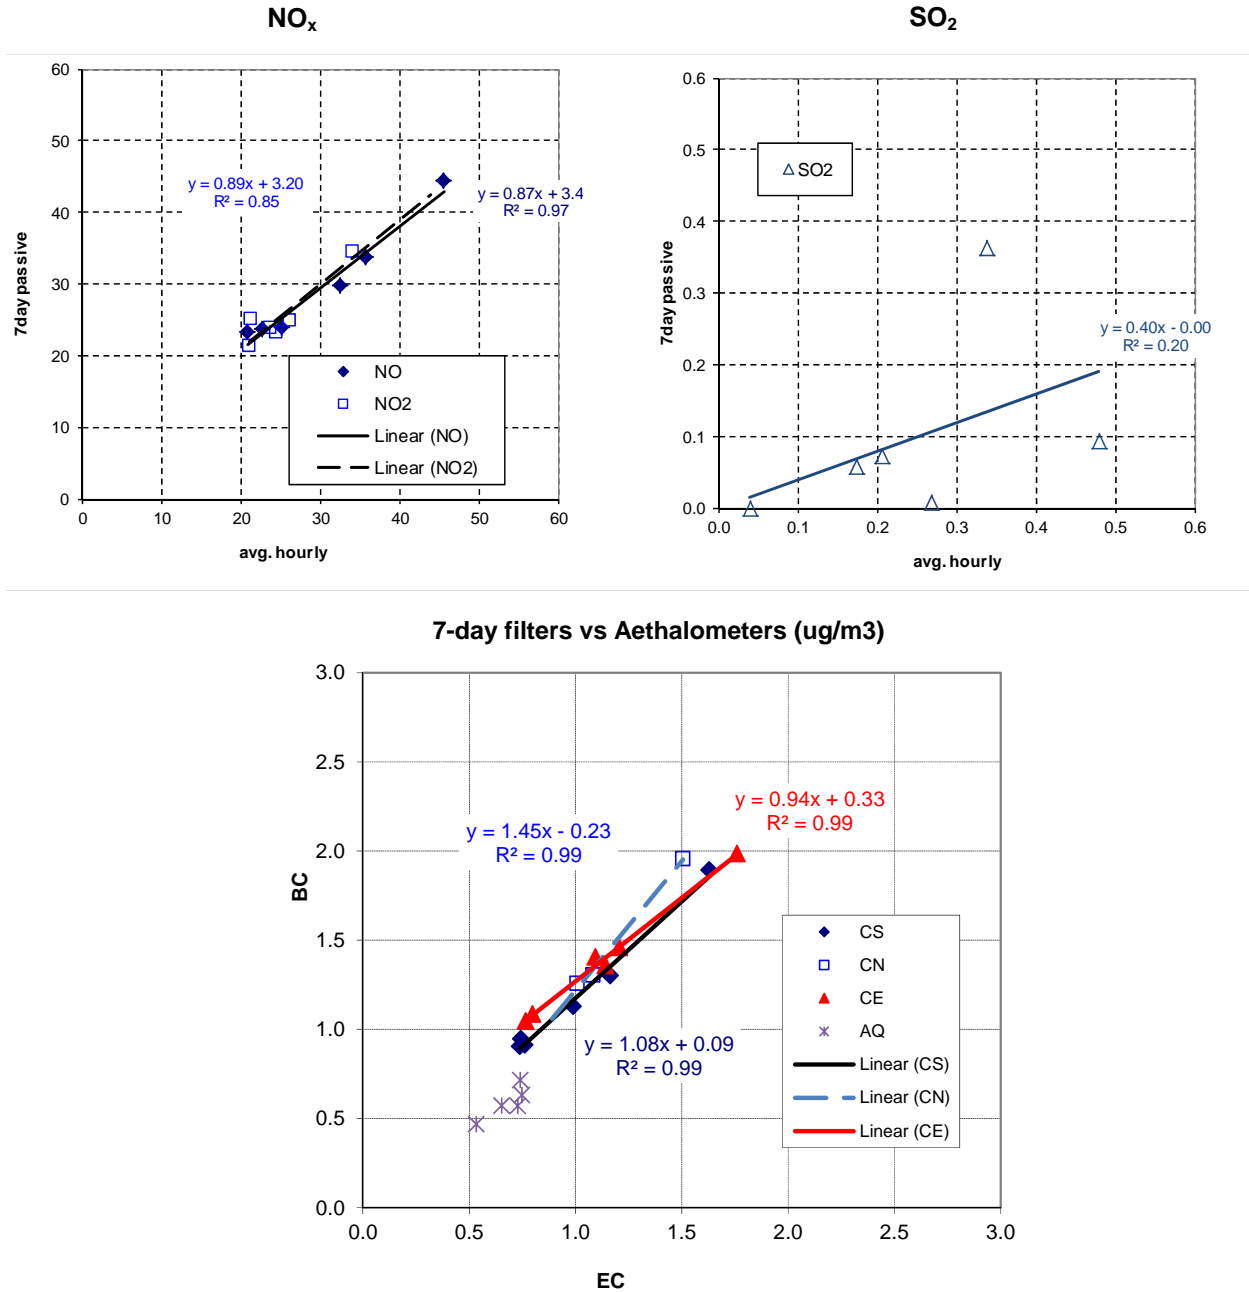 NOx
SO2
60
50
40
30
20
10
0
0
10
20
30
40
50
60
7day passive
avg. hourly
y = 0.89x + 3.20
R² = 0.85
y = 0.87x + 3.4
R² = 0.97
NO
NO2
Linear (NO)
Linear (NO2)
0.6
0.5
0.4
0.3
0.2
0.1
0.0
0.0
0.1
0.2
0.3
0.4
0.5
0.6
7day passive
avg. hourly
SO2
y = 0.40x - 0.00
R² = 0.20
7-day filters vs Aethalometers (ug/m3)
3.0
2.5
2.0
1.5
1.0
0.5
0.0
0.0
0.5
1.0
1.5
2.0
2.5
3.0
BC
EC
y = 1.45x - 0.23
R² = 0.99
y = 0.94x + 0.33
R² = 0.99
y = 1.08x + 0.09
R² = 0.99
CS
CN
CE
AQ
Linear (CS)
Linear (CN)
Linear (CE)